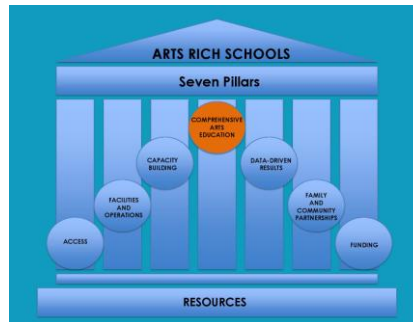 ARTS RICH SCHOOLS
Seven Pillars
COMPREHENSIVE
ARTS
EDUCATION
CAPACITY
BUILDING
DATA-DRIVEN
RESULTS
FACILITIES
AND
OPERATIONS
FAMILY
AND
COMMUNITY
PARTNERSHIPS
ACCESS
FUNDING
RESOURCES